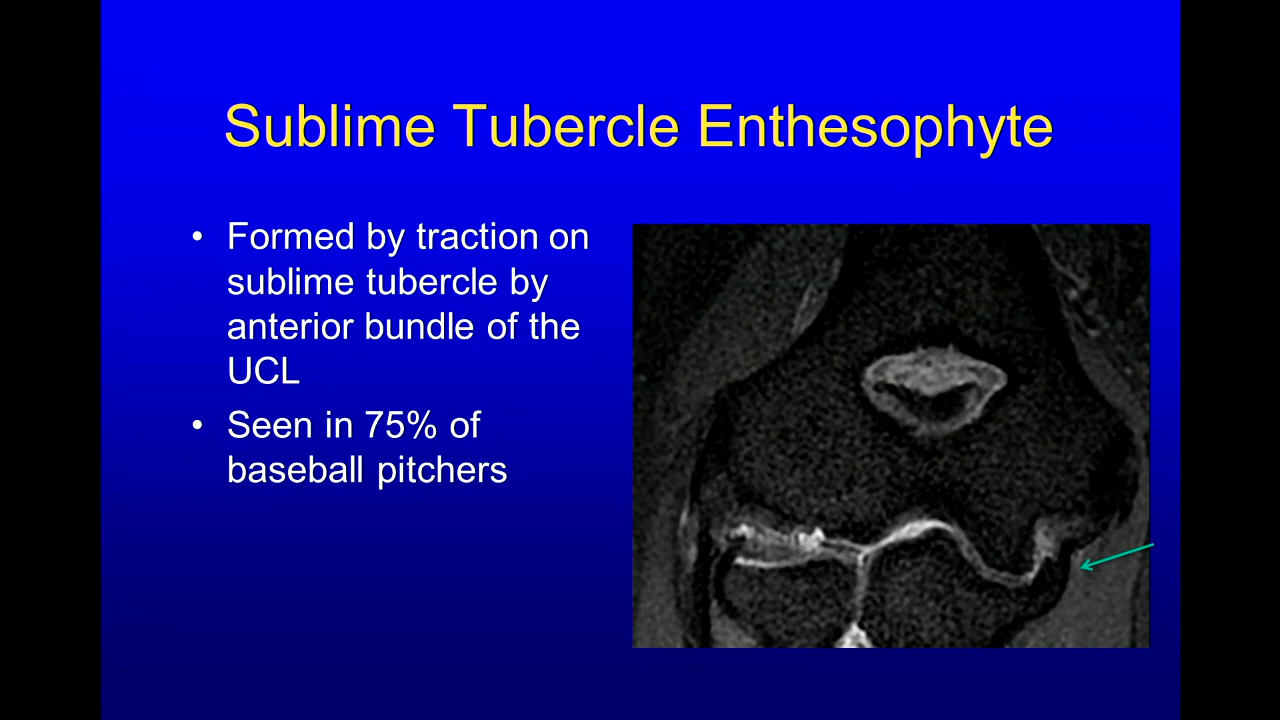 Sublime Tubercle Enthesophyte
• Formed by traction on
sublime tubercle by
anterior bundle of the
UCL
• Seen in 75% of
baseball pitchers